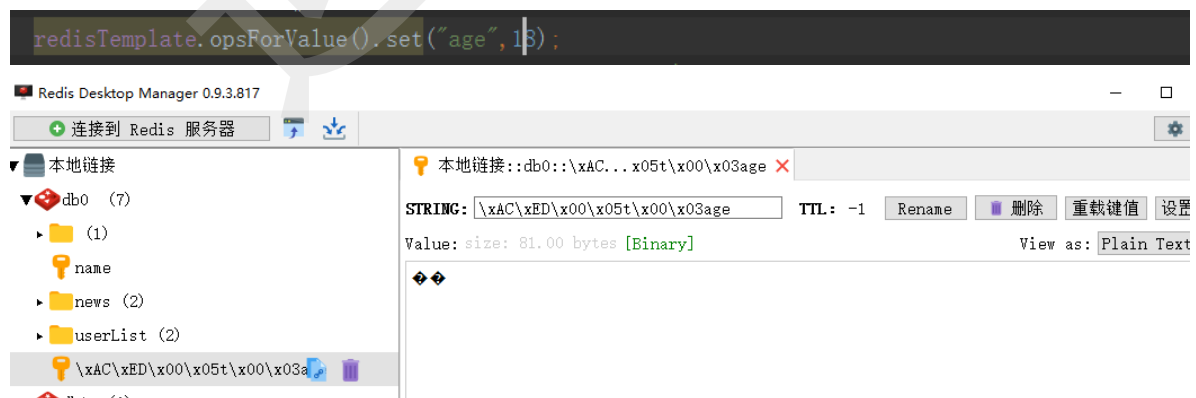 redisTemplate.opsForValue().set("age",18);
Redis Desktop Manager 0.9.3.817
连接到 Redis 服务器
本地链接
本地链接::db0::\xAC...x05t\x00\x03age
db0 (7)
STRING: \xAC\xED\x00\x05t\x00\x03age TTL: -1 Rename 删除 重载键值 设置
(1)
Value: size: 81.00 bytes [Binary] View as: Plain Text
name
��
news (2)
userList (2)
\xAC\xED\x00\x05t\x00\x03a